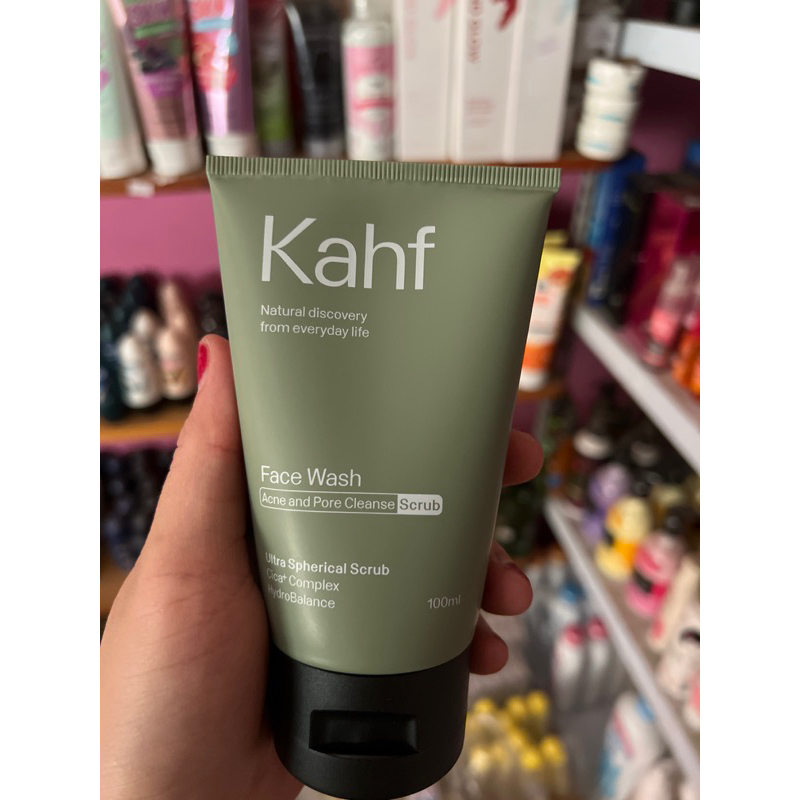 Kahf
Natural discovery
from everyday life
Face Wash
Acne and Pore Cleanse Scrub
Ultra Spherical Scrub
Cica+ Complex
HydroBalance
100ml